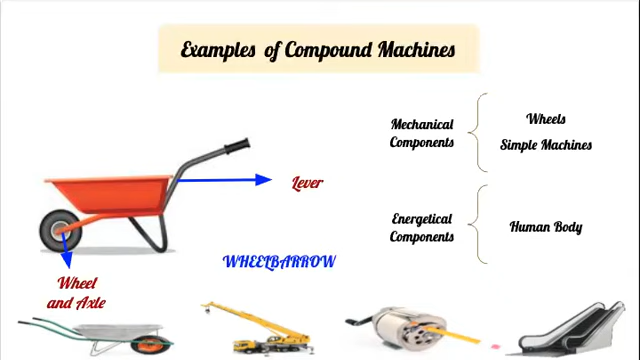 Examples of Compound Machines
Mechanical
Components
Wheels
Simple Machines
Lever
Energetical
Components
Human Body
WHEELBARROW
Wheel
and Axle